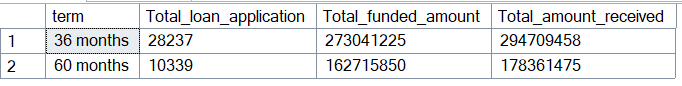 term Total_loan_application Total_funded_amount Total_amount_received
1 36 months 28237 273041225 294709458
2 60 months 10339 162715850 178361475